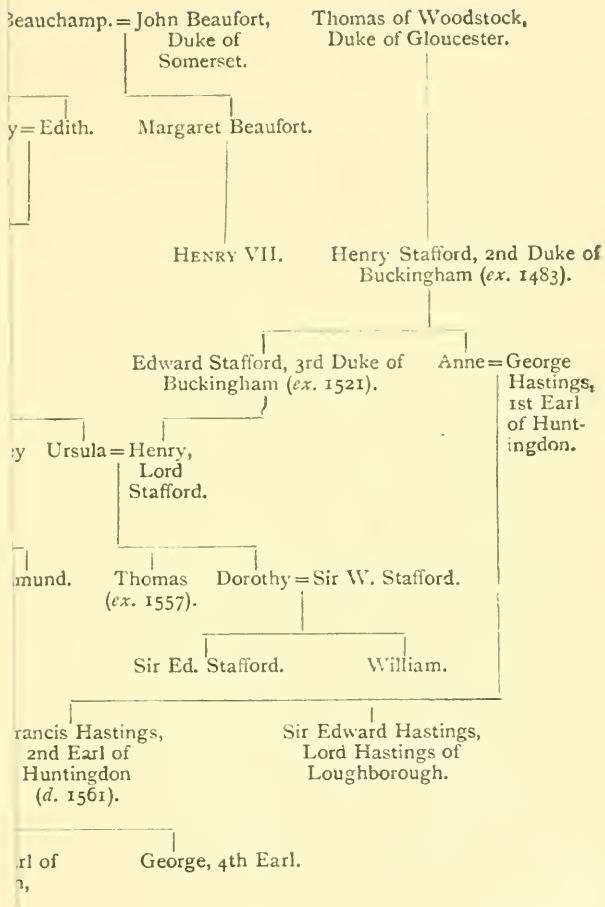 Beauchamp. = John Beaufort, Thomas of Woodstock,
Duke of Duke of Gloucester.
Somerset.
y = Edith. Margaret Beaufort.
HENRY VII. Henry Stafford, 2nd Duke of
Buckingham (ex. 1483).
Edward Stafford, 3rd Duke of Anne = George
Buckingham (ex. 1521). Hastings,
1st Earl
of Hunt-
ingdon.
y Ursula = Henry,
Lord
Stafford.
mund. Thomas Dorothy = Sir W. Stafford.
(ex. 1557).
Sir Ed. Stafford. William.
rancis Hastings, Sir Edward Hastings,
2nd Earl of Lord Hastings of
Huntingdon Loughborough.
(d. 1561).
rl of George, 4th Earl.
n,